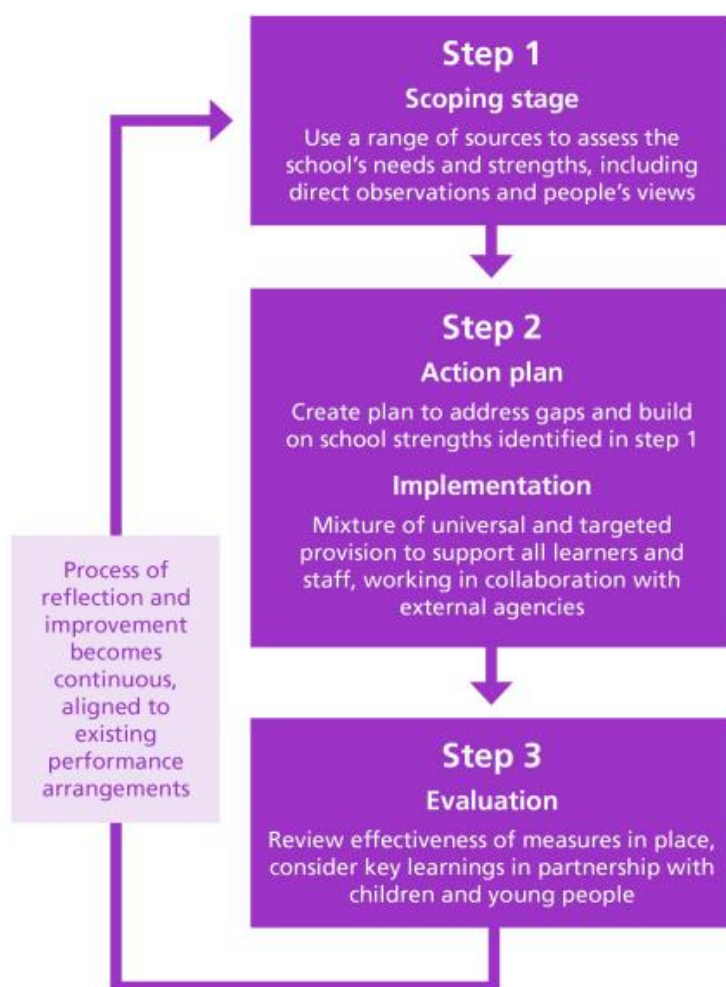 Step 1
Scoping stage
Use a range of sources to assess the
school's needs and strengths, including
direct observations and people's views
Step 2
Action plan
Create plan to address gaps and build
on school strengths identified in step 1
Implementation
Mixture of universal and targeted
provision to support all learners and
staff, working in collaboration with
external agencies
Step 3
Evaluation
Review effectiveness of measures in place,
consider key learnings in partnership with
children and young people
Process of
reflection and
improvement
becomes
continuous,
aligned to
existing
performance
arrangements